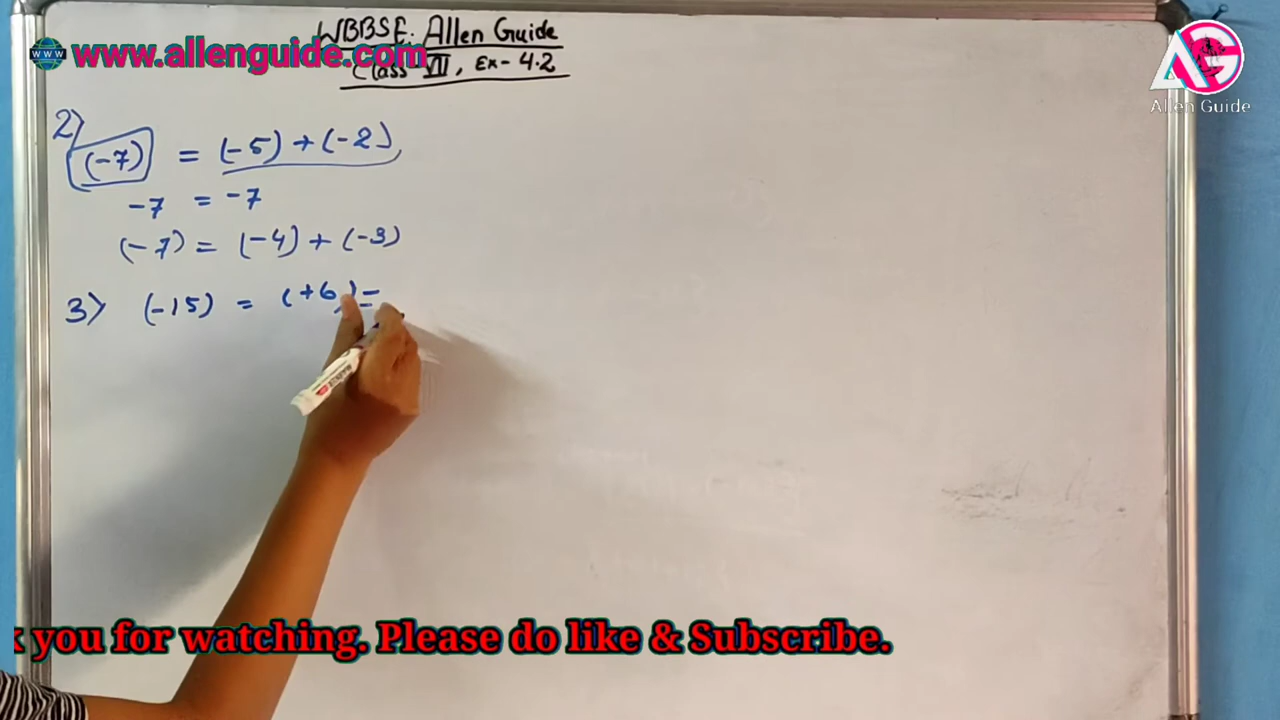 WBBSE: Allen Guide
www.allenguide.com
Class VII, Ex- 4.2
Allen Guide
2) (-7) = (-5) + (-2)
-7 = -7
(-7) = (-4) + (-3)
3) (-15) = (+6) -
you for watching. Please do like & Subscribe.